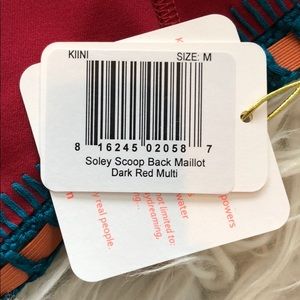 KIINI SIZE: M
8 16245 02058 7
Soley Scoop Back Maillot
Dark Red Multi
powers
water
not limited to:
daydreaming.
real people.